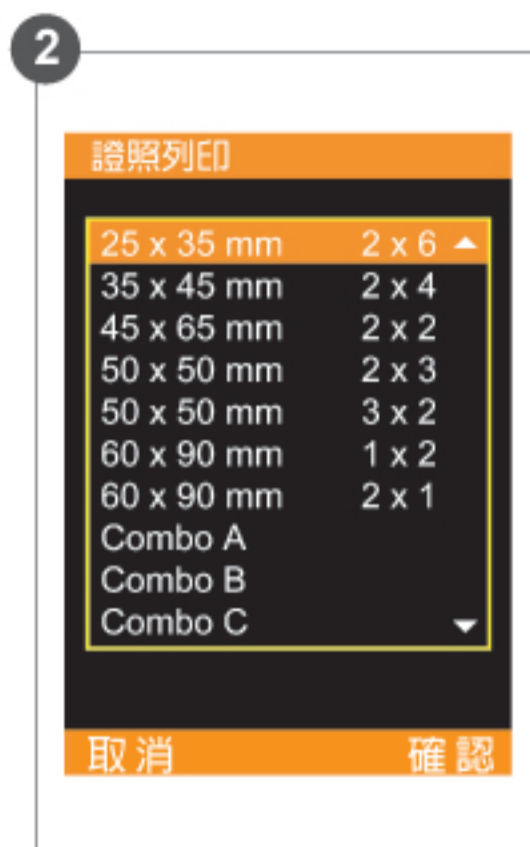 2
證照列印
25 x 35 mm 2 x 6
35 x 45 mm 2 x 4
45 x 65 mm 2 x 2
50 x 50 mm 2 x 3
50 x 50 mm 3 x 2
60 x 90 mm 1 x 2
60 x 90 mm 2 x 1
Combo A
Combo B
Combo C
取消 確認